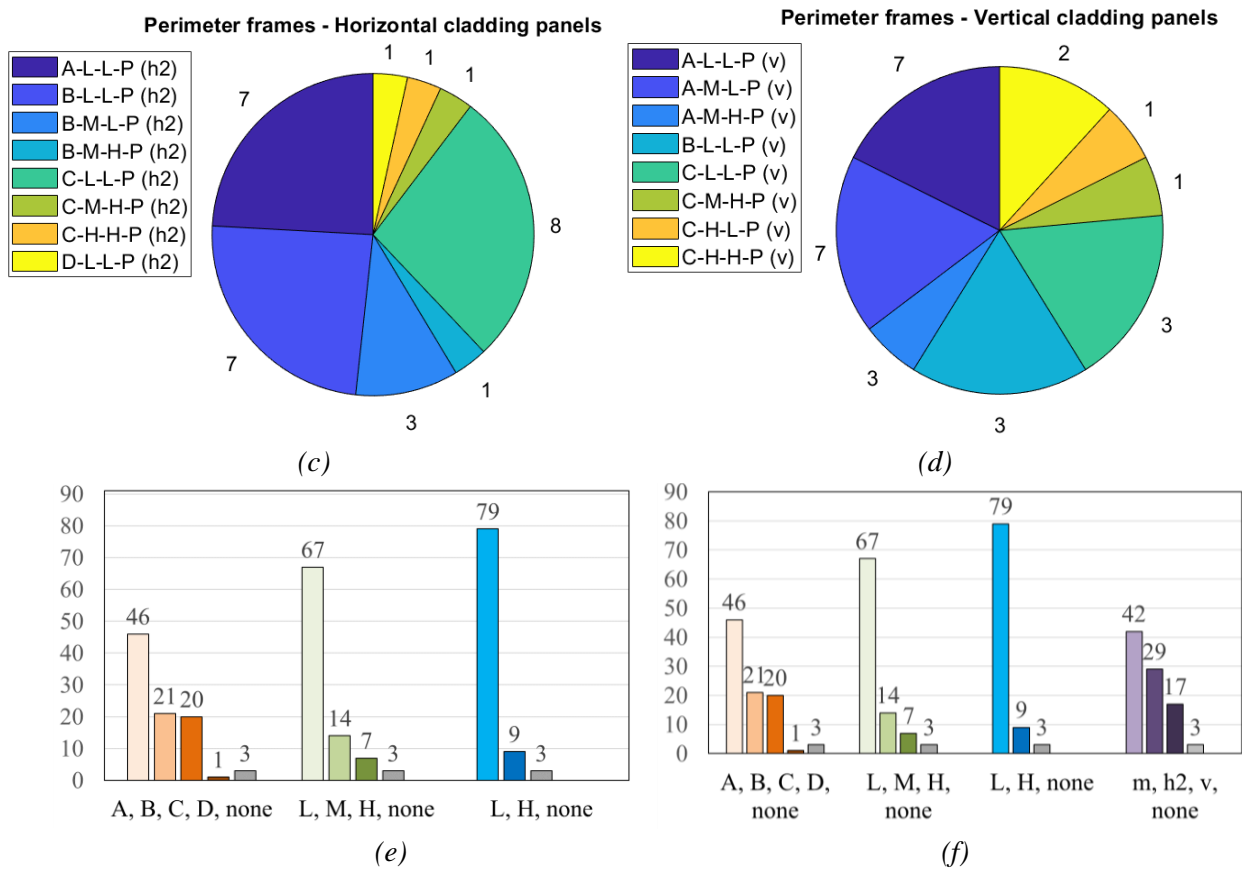 Perimeter frames - Horizontal cladding panels
A-L-L-P (h2)
B-L-L-P (h2)
B-M-L-P (h2)
B-M-H-P (h2)
C-L-L-P (h2)
C-M-H-P (h2)
C-H-H-P (h2)
D-L-L-P (h2)
1
1
1
7
8
7
3
1
(c)
Perimeter frames - Vertical cladding panels
A-L-L-P (v)
A-M-L-P (v)
A-M-H-P (v)
B-L-L-P (v)
C-L-L-P (v)
C-M-H-P (v)
C-H-L-P (v)
C-H-H-P (v)
7
2
1
1
7
3
3
3
(d)
90
80
70
60
50
40
30
20
10
0
46
21
20
1
3
67
14
7
3
79
9
3
A, B, C, D, none
L, M, H, none
L, H, none
(e)
90
80
70
60
50
40
30
20
10
0
46
21
20
1
3
67
14
7
3
79
9
3
42
29
17
3
A, B, C, D,
none
L, M, H,
none
L, H, none
m, h2, v,
none
(f)